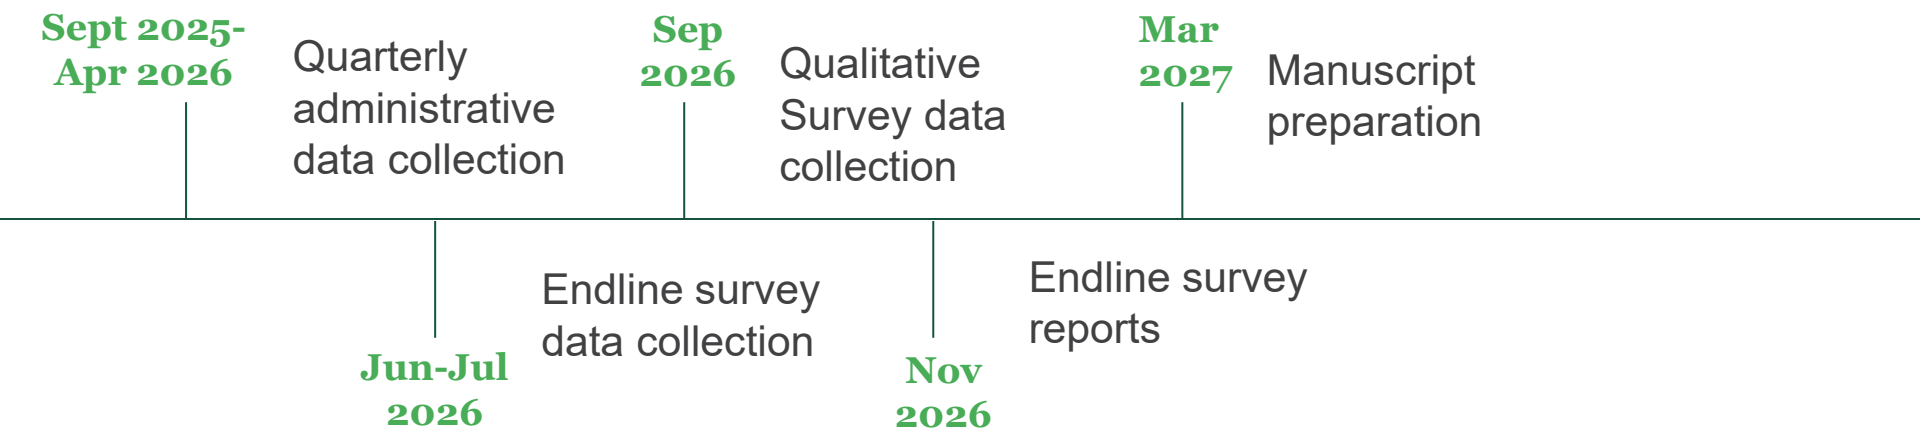 Sept 2025-
Apr 2026
Quarterly
administrative
data collection
Sep
2026
Qualitative
Survey data
collection
Mar
2027
Manuscript
preparation
Jun-Jul
2026
Endline survey
data collection
Nov
2026
Endline survey
reports